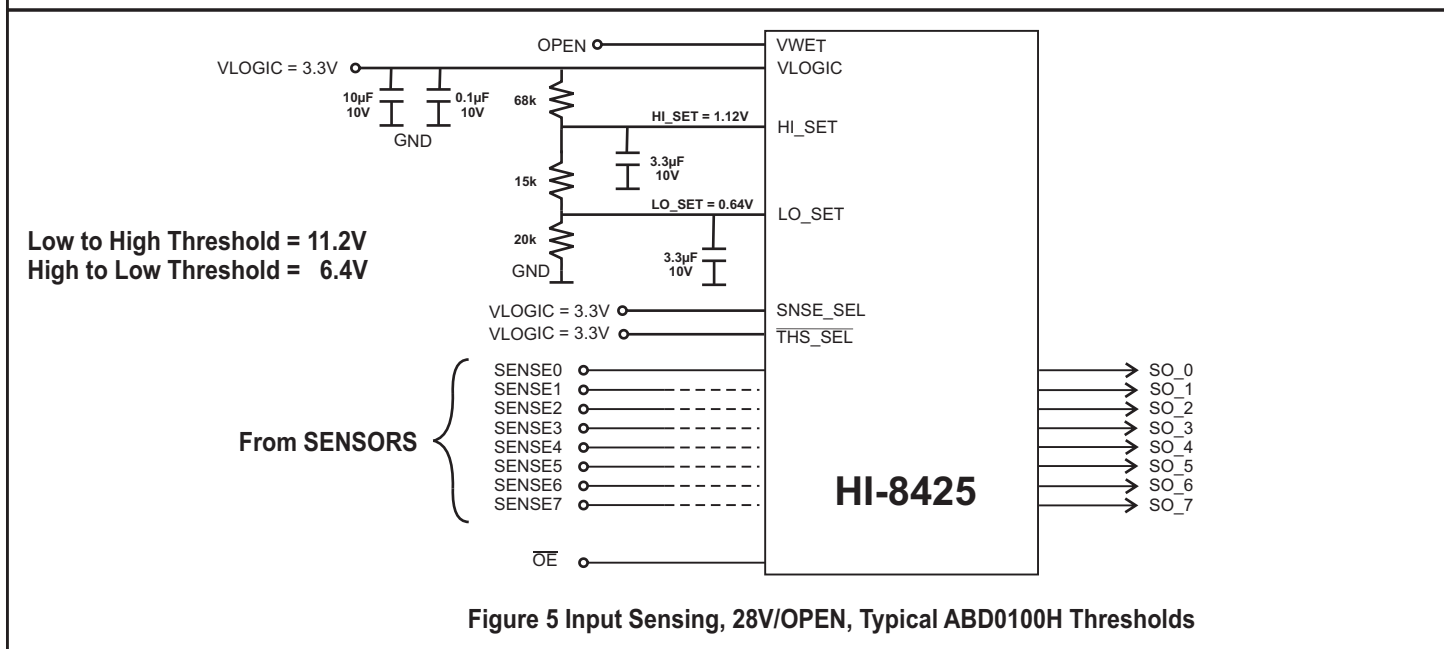 OPEN
VWET
VLOGIC = 3.3V
VLOGIC
10µF
10V
0.1µF
10V
GND
68k
HI_SET = 1.12V
HI_SET
3.3µF
10V
15k
LO_SET = 0.64V
LO_SET
20k
GND
3.3µF
10V
Low to High Threshold = 11.2V
High to Low Threshold = 6.4V
VLOGIC = 3.3V
SNSE_SEL
VLOGIC = 3.3V
THS_SEL
From SENSORS
SENSE0
SENSE1
SENSE2
SENSE3
SENSE4
SENSE5
SENSE6
SENSE7
HI-8425
SO_0
SO_1
SO_2
SO_3
SO_4
SO_5
SO_6
SO_7
OE
Figure 5 Input Sensing, 28V/OPEN, Typical ABD0100H Thresholds